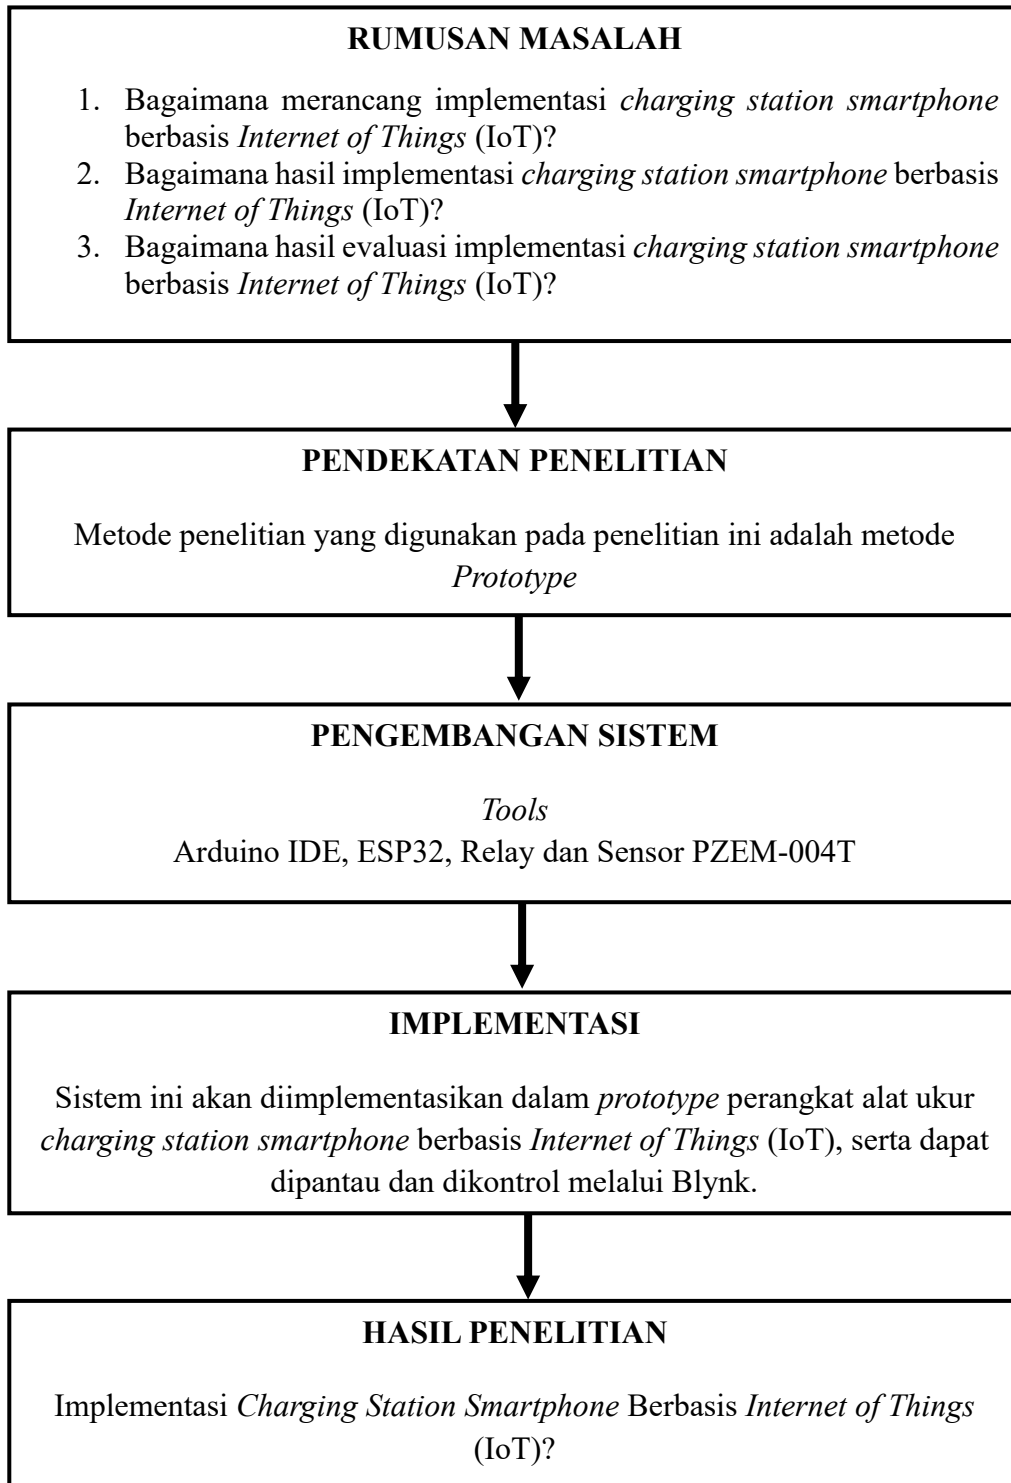 RUMUSAN MASALAH
1. Bagaimana merancang implementasi charging station smartphone
berbasis Internet of Things (IoT)?
2. Bagaimana hasil implementasi charging station smartphone berbasis
Internet of Things (IoT)?
3. Bagaimana hasil evaluasi implementasi charging station smartphone
berbasis Internet of Things (IoT)?
PENDEKATAN PENELITIAN
Metode penelitian yang digunakan pada penelitian ini adalah metode
Prototype
PENGEMBANGAN SISTEM
Tools
Arduino IDE, ESP32, Relay dan Sensor PZEM-004T
IMPLEMENTASI
Sistem ini akan diimplementasikan dalam prototype perangkat alat ukur
charging station smartphone berbasis Internet of Things (IoT), serta dapat
dipantau dan dikontrol melalui Blynk.
HASIL PENELITIAN
Implementasi Charging Station Smartphone Berbasis Internet of Things
(IoT)?